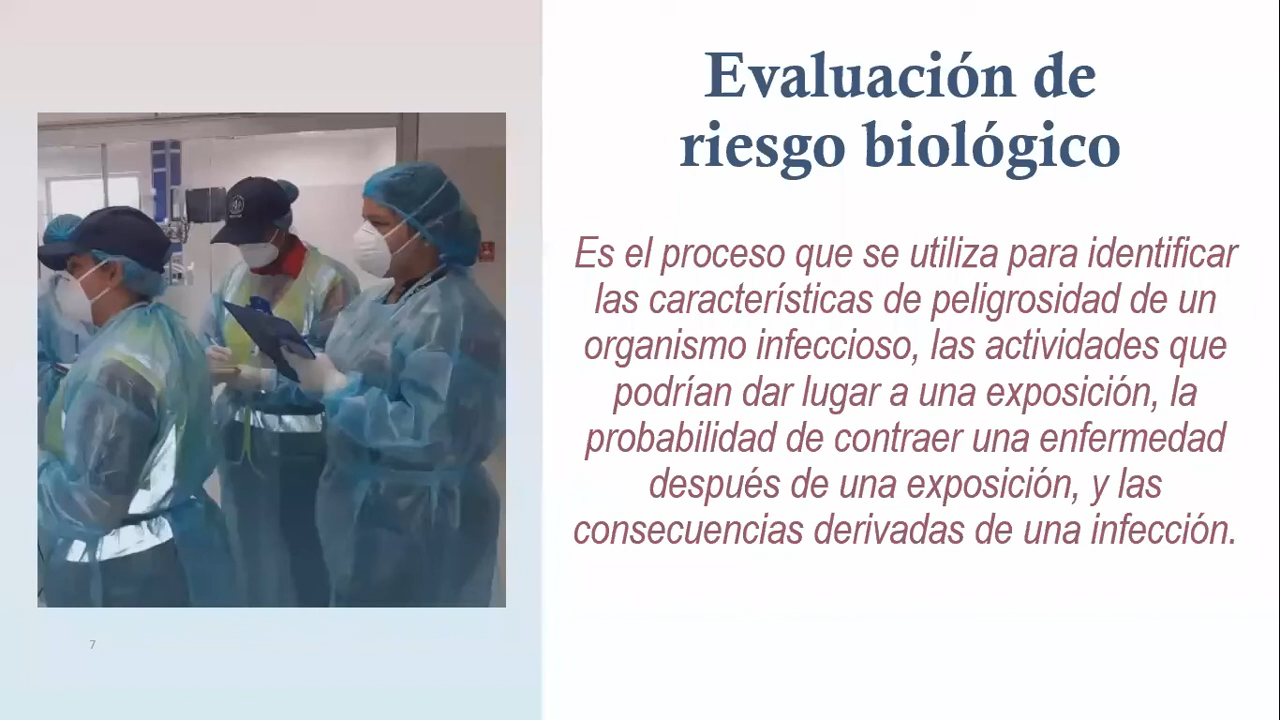 Evaluación de
riesgo biológico
Es el proceso que se utiliza para identificar
las características de peligrosidad de un
organismo infeccioso, las actividades que
podrían dar lugar a una exposición, la
probabilidad de contraer una enfermedad
después de una exposición, y las
consecuencias derivadas de una infección.
7